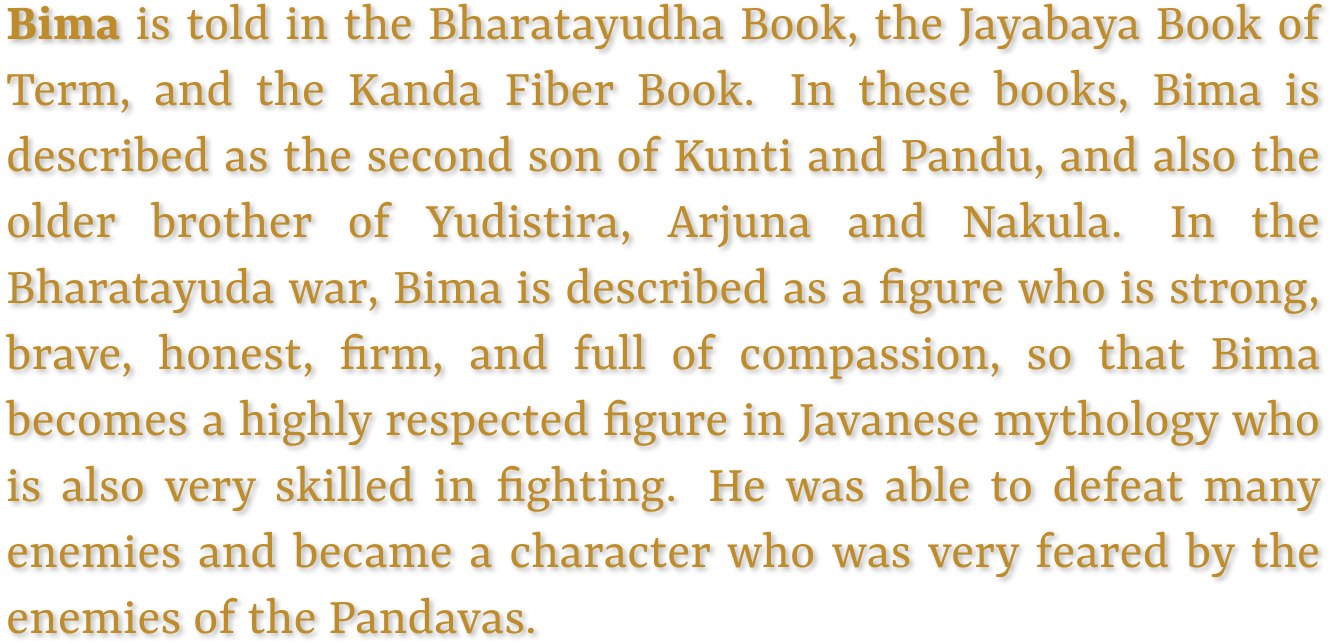 Bima is told in the Bharatayudha Book, the Jayabaya Book of
Term, and the Kanda Fiber Book. In these books, Bima is
described as the second son of Kunti and Pandu, and also the
older brother of Yudistira, Arjuna and Nakula. In the
Bharatayuda war, Bima is described as a figure who is strong,
brave, honest, firm, and full of compassion, so that Bima
becomes a highly respected figure in Javanese mythology who
is also very skilled in fighting. He was able to defeat many
enemies and became a character who was very feared by the
enemies of the Pandavas.